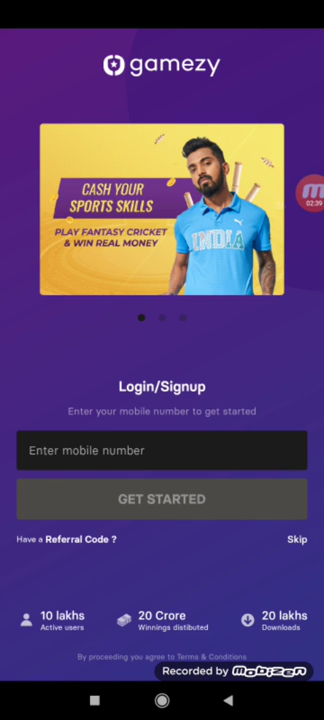 gamezy
CASH YOUR
SPORTS SKILLS
PLAY FANTASY CRICKET
& WIN REAL MONEY
INDIA
02:39
Login/Signup
Enter your mobile number to get started
Enter mobile number
GET STARTED
Have a Referral Code ?
Skip
10 lakhs
Active users
20 Crore
Winnings distibuted
20 lakhs
Downloads
By proceeding you agree to Terms & Conditions
Recorded by mobizen